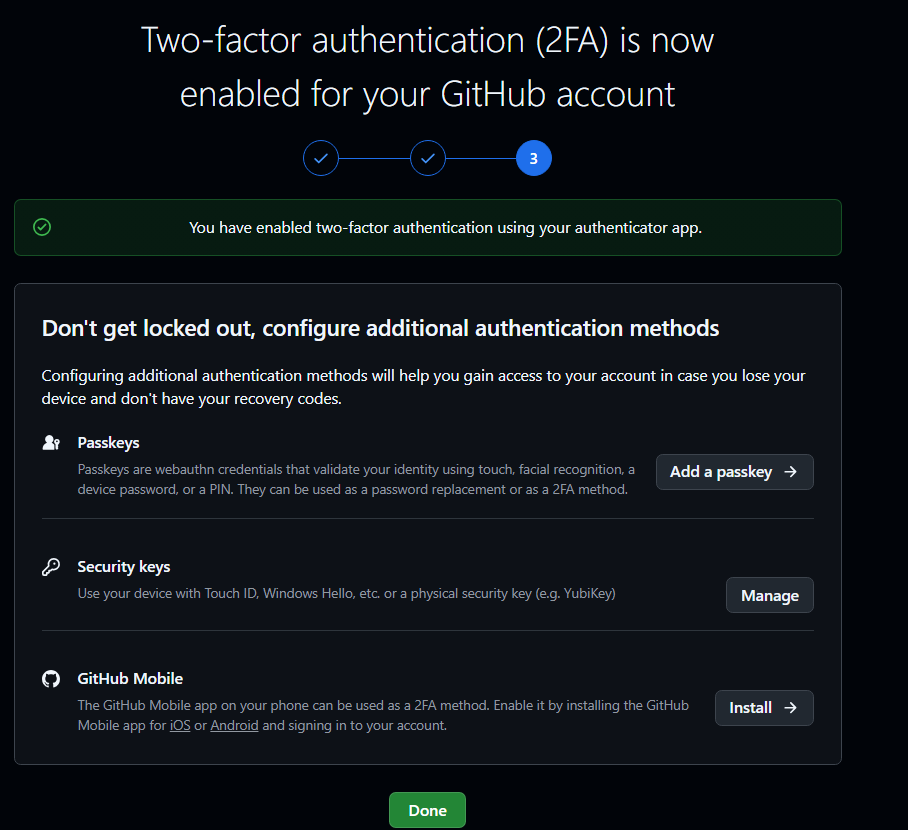 Two-factor authentication (2FA) is now
enabled for your GitHub account
3
You have enabled two-factor authentication using your authenticator app.
Don't get locked out, configure additional authentication methods
Configuring additional authentication methods will help you gain access to your account in case you lose your
device and don't have your recovery codes.
Passkeys
Passkeys are webauthn credentials that validate your identity using touch, facial recognition, a
device password, or a PIN. They can be used as a password replacement or as a 2FA method.
Add a passkey
Security keys
Use your device with Touch ID, Windows Hello, etc. or a physical security key (e.g. YubiKey)
Manage
GitHub Mobile
The GitHub Mobile app on your phone can be used as a 2FA method. Enable it by installing the GitHub
Mobile app for iOS or Android and signing in to your account.
Install
Done